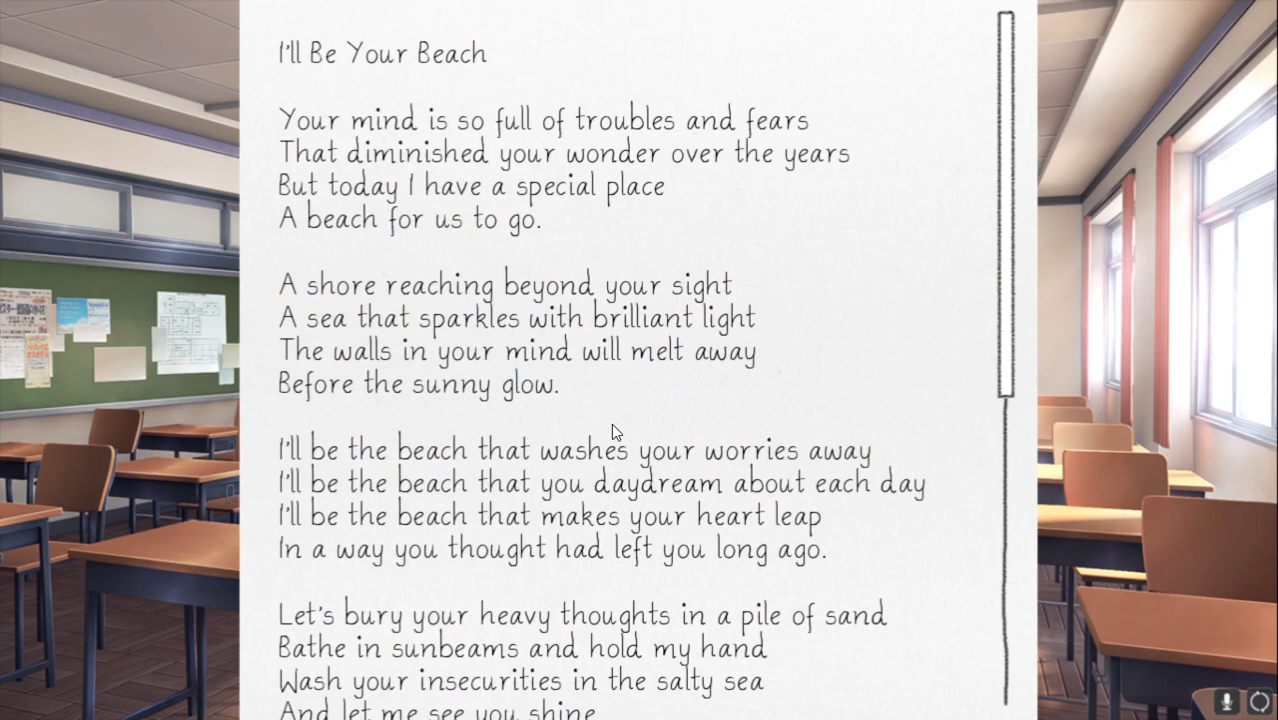 I'll Be Your Beach
Your mind is so full of troubles and fears
That diminished your wonder over the years
But today I have a special place
A beach for us to go.
A shore reaching beyond your sight
A sea that sparkles with brilliant light
The walls in your mind will melt away
Before the sunny glow.
I'll be the beach that washes your worries away
I'll be the beach that you daydream about each day
I'll be the beach that makes your heart leap
In a way you thought had left you long ago.
Let's bury your heavy thoughts in a pile of sand
Bathe in sunbeams and hold my hand
Wash your insecurities in the salty sea
And let me see you shine